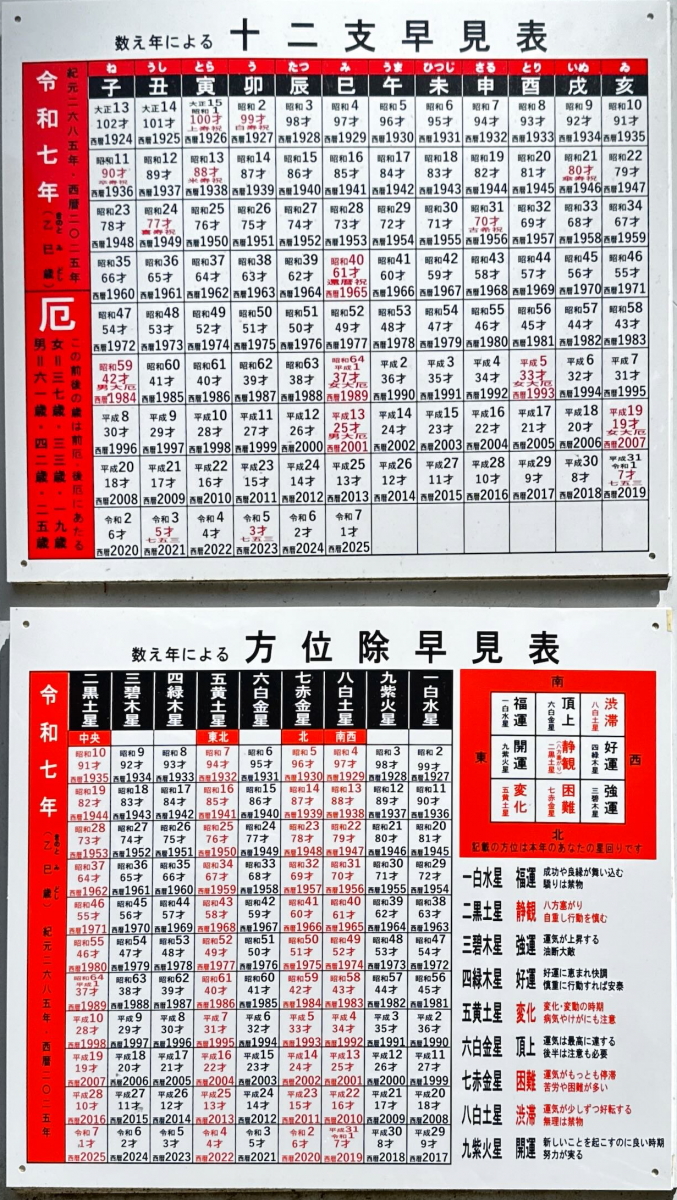 数え年による 十二支早見表
令和七年（乙巳歳）
きのと み どし
紀元二六八五年・西暦二〇二五年
厄
この前後の歳は前厄・後厄にあたる
女＝三七歳・三三歳・一九歳
男＝六一歳・四二歳・二五歳
ね うし とら う たつ み うま ひつじ さる とり いぬ ゐ
子 丑 寅 卯 辰 巳 午 未 申 酉 戌 亥
大正13 大正14 大正15 昭和1 昭和2 昭和3 昭和4 昭和5 昭和6 昭和7 昭和8 昭和9 昭和10
102才 101才 100才 99才 98才 97才 96才 95才 94才 93才 92才 91才
上寿祝 白寿祝
西暦1924 西暦1925 西暦1926 西暦1927 西暦1928 西暦1929 西暦1930 西暦1931 西暦1932 西暦1933 西暦1934 西暦1935
昭和11 昭和12 昭和13 昭和14 昭和15 昭和16 昭和17 昭和18 昭和19 昭和20 昭和21 昭和22
90才 89才 88才 87才 86才 85才 84才 83才 82才 81才 80才 79才
卒寿祝 米寿祝 傘寿祝
西暦1936 西暦1937 西暦1938 西暦1939 西暦1940 西暦1941 西暦1942 西暦1943 西暦1944 西暦1945 西暦1946 西暦1947
昭和23 昭和24 昭和25 昭和26 昭和27 昭和28 昭和29 昭和30 昭和31 昭和32 昭和33 昭和34
78才 77才 76才 75才 74才 73才 72才 71才 70才 69才 68才 67才
喜寿祝 古希祝
西暦1948 西暦1949 西暦1950 西暦1951 西暦1952 西暦1953 西暦1954 西暦1955 西暦1956 西暦1957 西暦1958 西暦1959
昭和35 昭和36 昭和37 昭和38 昭和39 昭和40 昭和41 昭和42 昭和43 昭和44 昭和45 昭和46
66才 65才 64才 63才 62才 61才 60才 59才 58才 57才 56才 55才
還暦祝
西暦1960 西暦1961 西暦1962 西暦1963 西暦1964 西暦1965 西暦1966 西暦1967 西暦1968 西暦1969 西暦1970 西暦1971
昭和47 昭和48 昭和49 昭和50 昭和51 昭和52 昭和53 昭和54 昭和55 昭和56 昭和57 昭和58
54才 53才 52才 51才 50才 49才 48才 47才 46才 45才 44才 43才
西暦1972 西暦1973 西暦1974 西暦1975 西暦1976 西暦1977 西暦1978 西暦1979 西暦1980 西暦1981 西暦1982 西暦1983
昭和59 昭和60 昭和61 昭和62 昭和63 昭和64 平成1 平成2 平成3 平成4 平成5 平成6 平成7
42才 41才 40才 39才 38才 37才 36才 35才 34才 33才 32才 31才
男大厄 女大厄 女大厄
西暦1984 西暦1985 西暦1986 西暦1987 西暦1988 西暦1989 西暦1990 西暦1991 西暦1992 西暦1993 西暦1994 西暦1995
平成8 平成9 平成10 平成11 平成12 平成13 平成14 平成15 平成16 平成17 平成18 平成19
30才 29才 28才 27才 26才 25才 24才 23才 22才 21才 20才 19才
男大厄 女大厄
西暦1996 西暦1997 西暦1998 西暦1999 西暦2000 西暦2001 西暦2002 西暦2003 西暦2004 西暦2005 西暦2006 西暦2007
平成20 平成21 平成22 平成23 平成24 平成25 平成26 平成27 平成28 平成29 平成30 平成31 令和1
18才 17才 16才 15才 14才 13才 12才 11才 10才 9才 8才 7才
七五三
西暦2008 西暦2009 西暦2010 西暦2011 西暦2012 西暦2013 西暦2014 西暦2015 西暦2016 西暦2017 西暦2018 西暦2019
令和2 令和3 令和4 令和5 令和6 令和7
6才 5才 4才 3才 2才 1才
七五三 七五三
西暦2020 西暦2021 西暦2022 西暦2023 西暦2024 西暦2025
数え年による 方位除早見表
令和七年（乙巳歳）
きのと み どし
紀元二六八五年・西暦二〇二五年
二黒土星 三碧木星 四緑木星 五黄土星 六白金星 七赤金星 八白土星 九紫火星 一白水星
中央 東北 北 南西
昭和10 昭和9 昭和8 昭和7 昭和6 昭和5 昭和4 昭和3 昭和2
91才 92才 93才 94才 95才 96才 97才 98才 99才
西暦1935 西暦1934 西暦1933 西暦1932 西暦1931 西暦1930 西暦1929 西暦1928 西暦1927
昭和19 昭和18 昭和17 昭和16 昭和15 昭和14 昭和13 昭和12 昭和11
82才 83才 84才 85才 86才 87才 88才 89才 90才
西暦1944 西暦1943 西暦1942 西暦1941 西暦1940 西暦1939 西暦1938 西暦1937 西暦1936
昭和28 昭和27 昭和26 昭和25 昭和24 昭和23 昭和22 昭和21 昭和20
73才 74才 75才 76才 77才 78才 79才 80才 81才
西暦1953 西暦1952 西暦1951 西暦1950 西暦1949 西暦1948 西暦1947 西暦1946 西暦1945
昭和37 昭和36 昭和35 昭和34 昭和33 昭和32 昭和31 昭和30 昭和29
64才 65才 66才 67才 68才 69才 70才 71才 72才
西暦1962 西暦1961 西暦1960 西暦1959 西暦1958 西暦1957 西暦1956 西暦1955 西暦1954
昭和46 昭和45 昭和44 昭和43 昭和42 昭和41 昭和40 昭和39 昭和38
55才 56才 57才 58才 59才 60才 61才 62才 63才
西暦1971 西暦1970 西暦1969 西暦1968 西暦1967 西暦1966 西暦1965 西暦1964 西暦1963
昭和55 昭和54 昭和53 昭和52 昭和51 昭和50 昭和49 昭和48 昭和47
46才 47才 48才 49才 50才 51才 52才 53才 54才
西暦1980 西暦1979 西暦1978 西暦1977 西暦1976 西暦1975 西暦1974 西暦1973 西暦1972
昭和64 平成1 昭和63 昭和62 昭和61 昭和60 昭和59 昭和58 昭和57 昭和56
37才 38才 39才 40才 41才 42才 43才 44才 45才
西暦1989 西暦1988 西暦1987 西暦1986 西暦1985 西暦1984 西暦1983 西暦1982 西暦1981
平成10 平成9 平成8 平成7 平成6 平成5 平成4 平成3 平成2
28才 29才 30才 31才 32才 33才 34才 35才 36才
西暦1998 西暦1997 西暦1996 西暦1995 西暦1994 西暦1993 西暦1992 西暦1991 西暦1990
平成19 平成18 平成17 平成16 平成15 平成14 平成13 平成12 平成11
19才 20才 21才 22才 23才 24才 25才 26才 27才
西暦2007 西暦2006 西暦2005 西暦2004 西暦2003 西暦2002 西暦2001 西暦2000 西暦1999
平成28 平成27 平成26 平成25 平成24 平成23 平成22 平成21 平成20
10才 11才 12才 13才 14才 15才 16才 17才 18才
西暦2016 西暦2015 西暦2014 西暦2013 西暦2012 西暦2011 西暦2010 西暦2009 西暦2008
令和7 令和6 令和5 令和4 令和3 令和2 平成31 令和1 平成30 平成29
1才 2才 3才 4才 5才 6才 7才 8才 9才
西暦2025 西暦2024 西暦2023 西暦2022 西暦2021 西暦2020 西暦2019 西暦2018 西暦2017
南
一白水星 福運 六白金星 頂上 八白土星 渋滞
東 九紫火星 開運 二黒土星（八方塞がり） 静観 四緑木星 好運 西
五黄土星 変化 七赤金星 困難 三碧木星 強運
北
記載の方位は本年のあなたの星回りです
一白水星 福運 成功や良縁が舞い込む
驕りは禁物
二黒土星 静観 八方塞がり
自重し行動を慎む
三碧木星 強運 運気が上昇する
油断大敵
四緑木星 好運 好運に恵まれ快調
慎重に行動すれば安泰
五黄土星 変化 変化・変動の時期
病気やけがにも注意
六白金星 頂上 運気は最高に達する
後半は注意も必要
七赤金星 困難 運気がもっとも停滞
苦労や困難が多い
八白土星 渋滞 運気が少しずつ好転する
無理は禁物
九紫火星 開運 新しいことを起こすのに良い時期
努力が実る